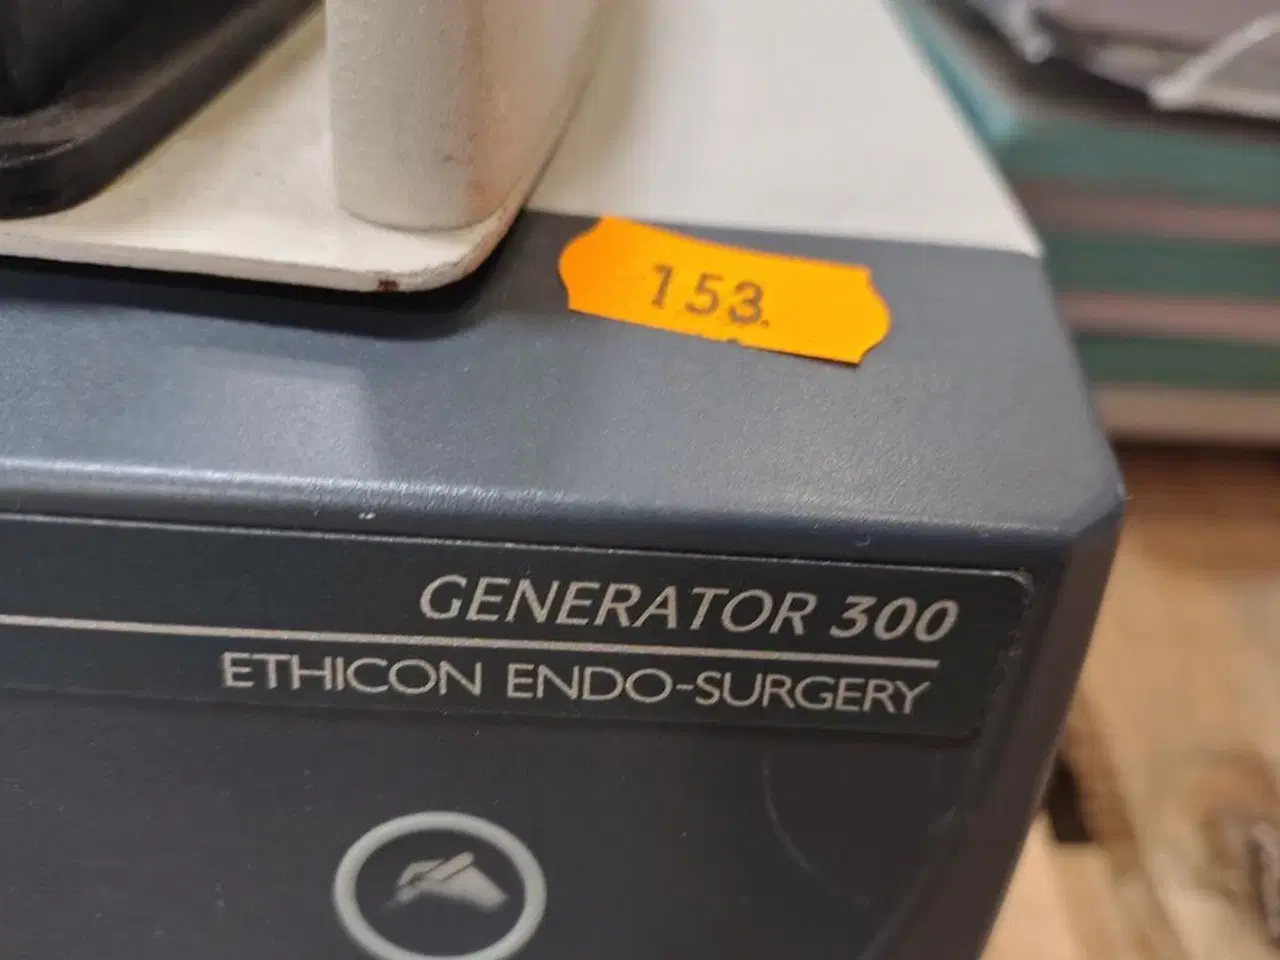 153.
GENERATOR 300
ETHICON ENDO-SURGERY